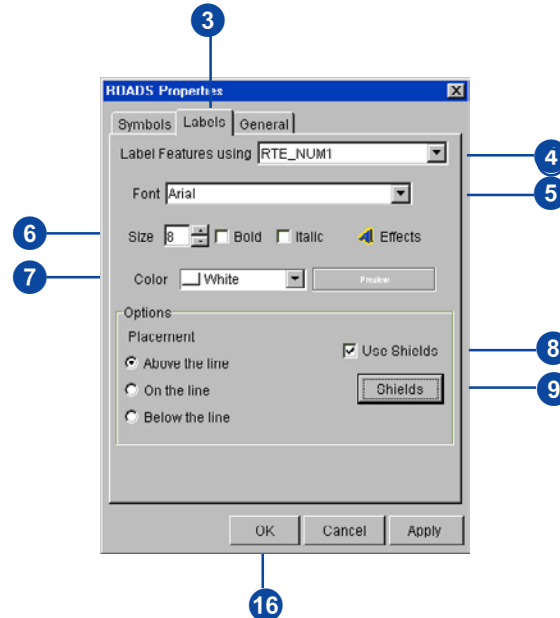 3
ROADS Properties
Symbols Labels General
Label Features using RTE_NUM1 4
Font Arial 5
6 Size 8 Bold Italic Effects
7 Color White Preview
Options
Placement
Use Shields 8
Above the line
On the line Shields 9
Below the line
OK Cancel Apply
16